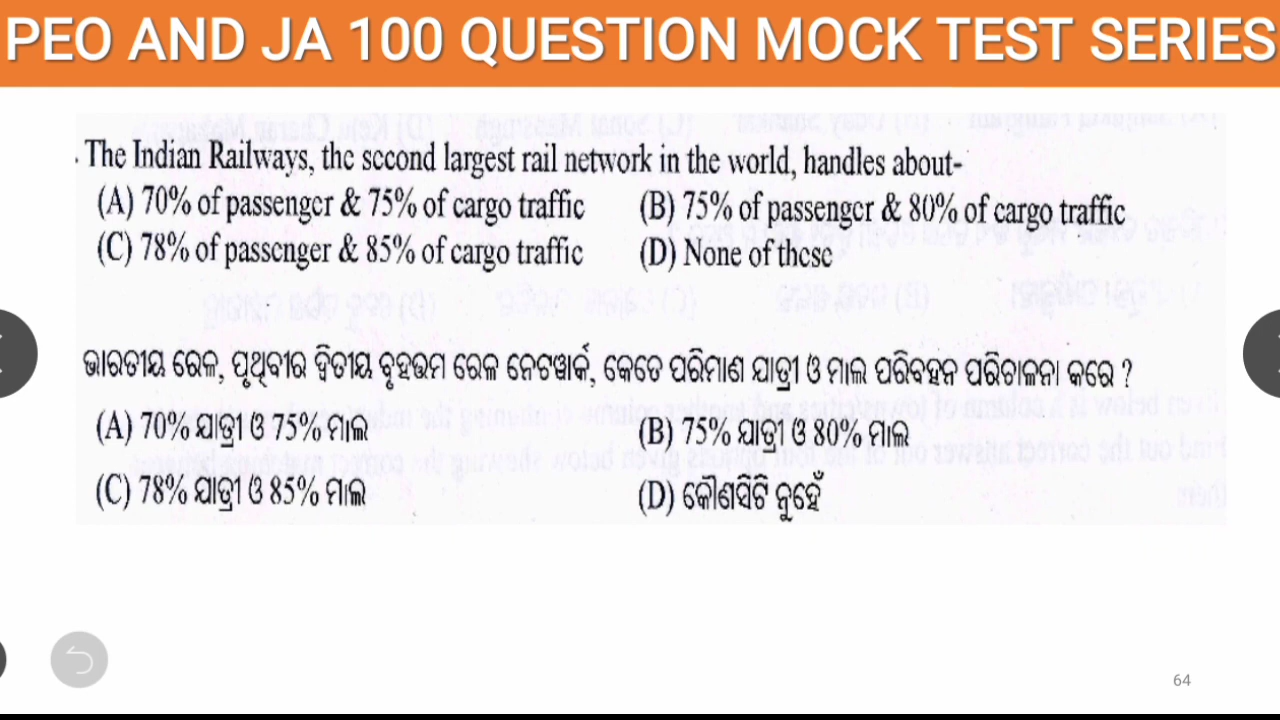 PEO AND JA 100 QUESTION MOCK TEST SERIES
The Indian Railways, the second largest rail network in the world, handles about-
(A) 70% of passenger & 75% of cargo traffic (B) 75% of passenger & 80% of cargo traffic
(C) 78% of passenger & 85% of cargo traffic (D) None of these
ଭାରତୀୟ ରେଳ, ପୃଥିବୀର ଦ୍ୱିତୀୟ ବୃହତ୍ତମ ରେଳ ନେଟୱାର୍କ, କେତେ ପରିମାଣ ଯାତ୍ରୀ ଓ ମାଲ ପରିବହନ ପରିଚାଳନା କରେ ?
(A) 70% ଯାତ୍ରୀ ଓ 75% ମାଲ (B) 75% ଯାତ୍ରୀ ଓ 80% ମାଲ
(C) 78% ଯାତ୍ରୀ ଓ 85% ମାଲ (D) କୌଣସିଟି ନୁହେଁ
64